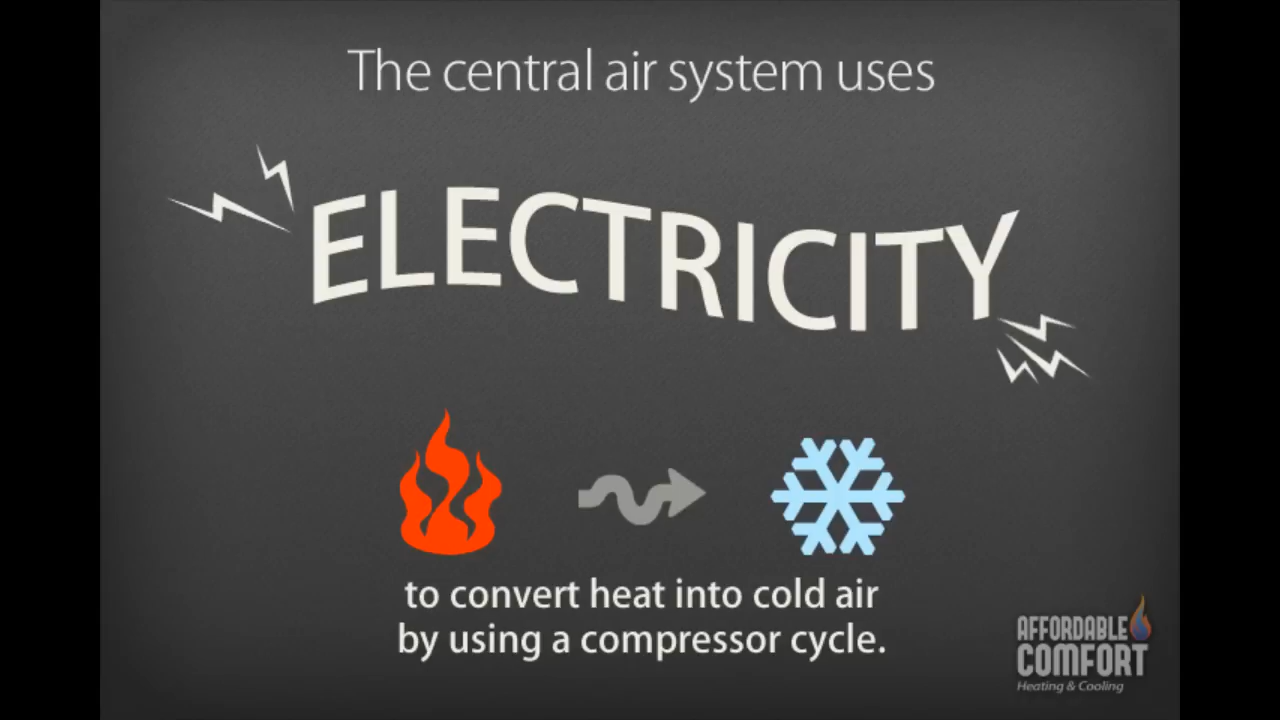 The central air system uses
ELECTRICITY
to convert heat into cold air
by using a compressor cycle.
AFFORDABLE
COMFORT
Heating & Cooling